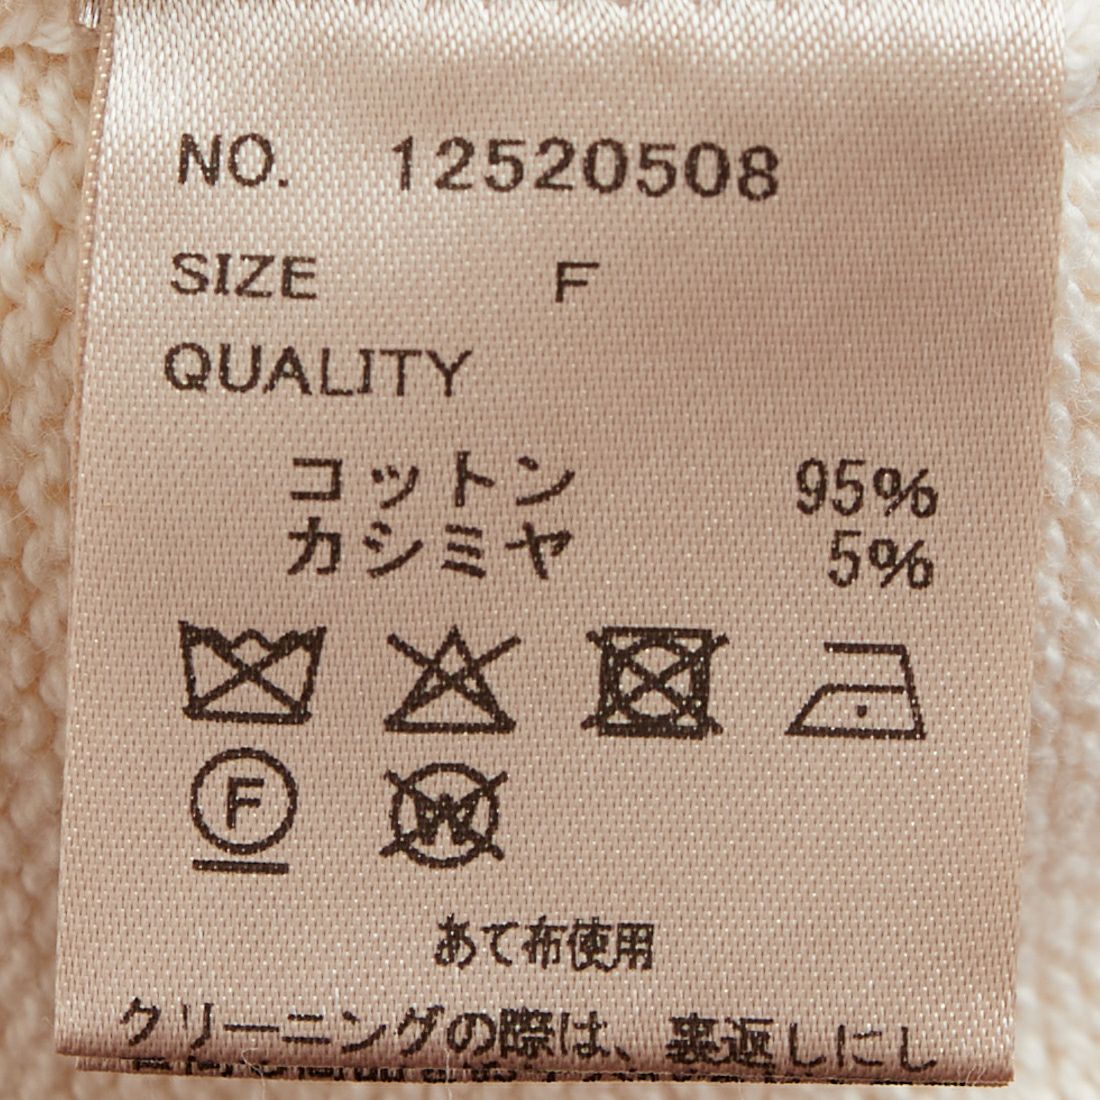 NO. 12520508
SIZE F
QUALITY
コットン 95%
カシミヤ 5%
F
W
あて布使用
クリーニングの際は、裏返しにし